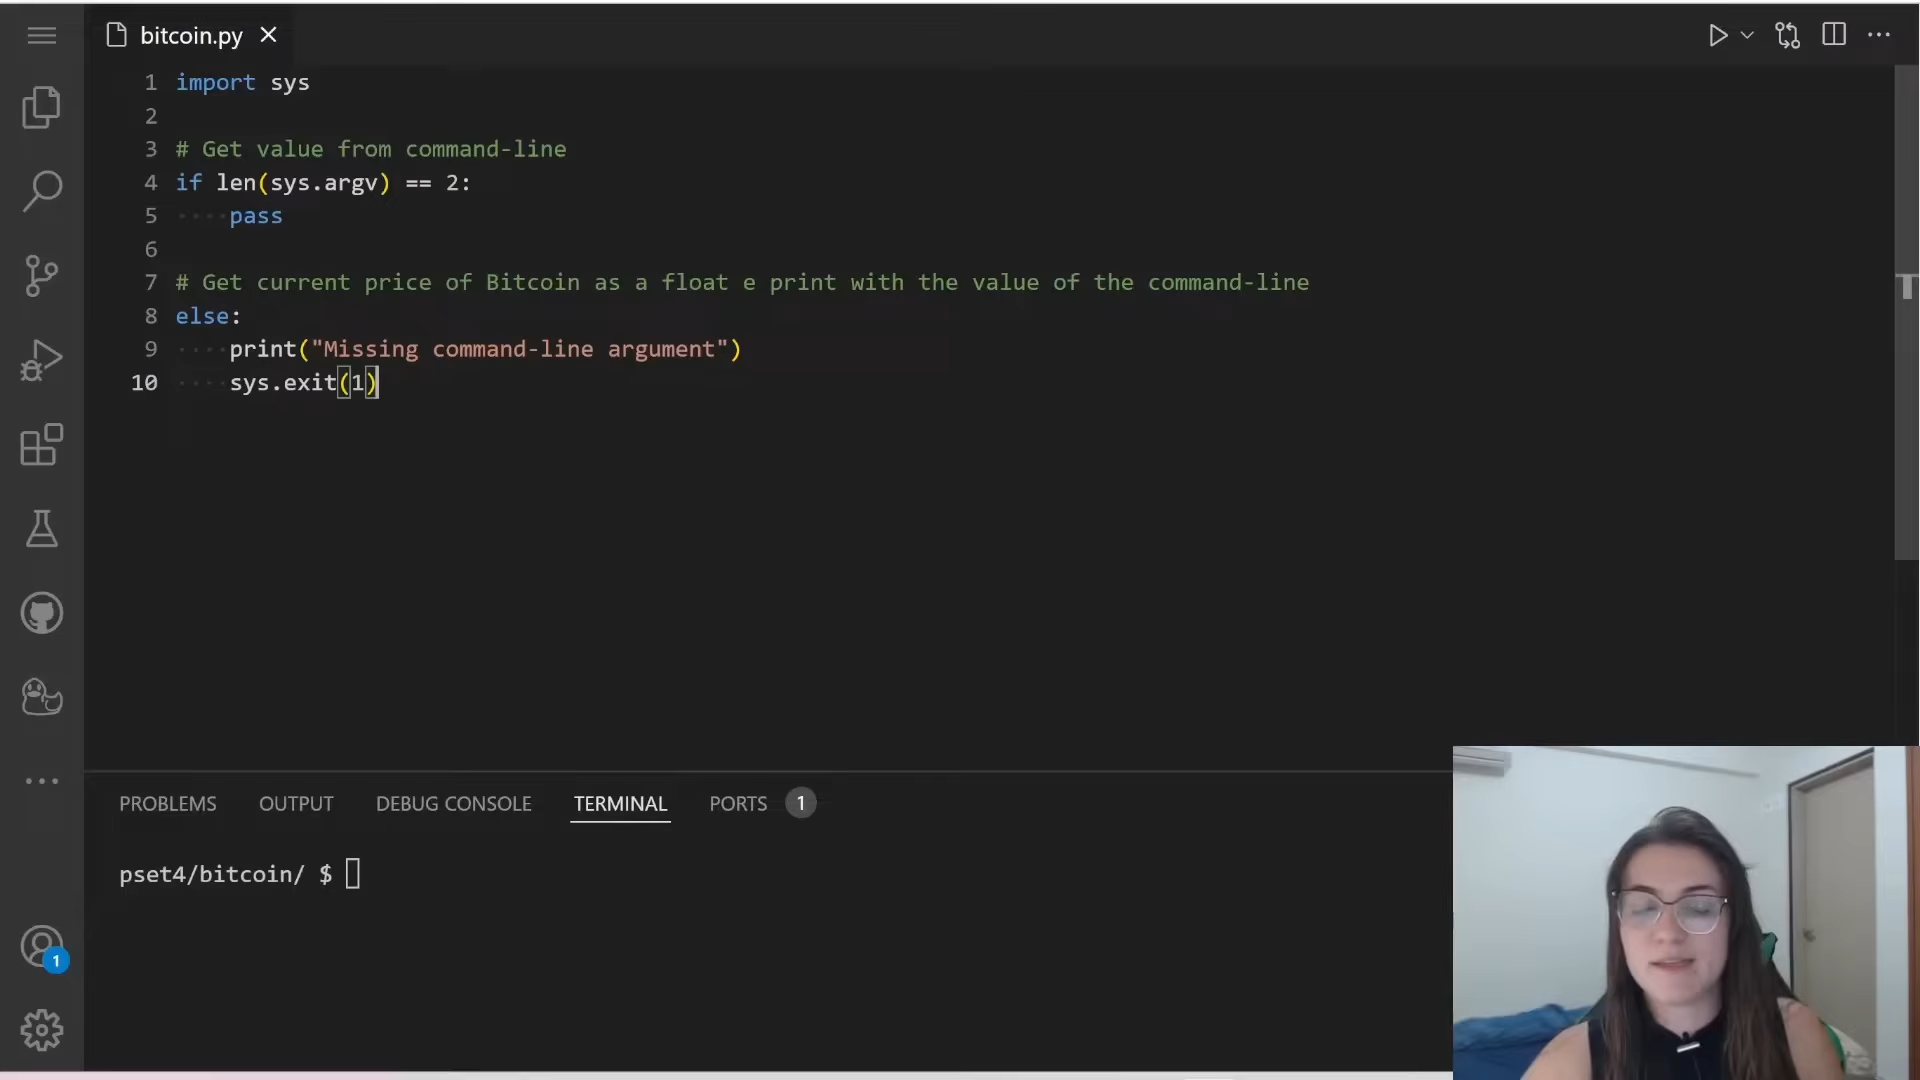 bitcoin.py
1 import sys
2
3 # Get value from command-line
4 if len(sys.argv) == 2:
5 ····pass
6
7 # Get current price of Bitcoin as a float e print with the value of the command-line
8 else:
9 ····print("Missing command-line argument")
10 ····sys.exit(1)
PROBLEMS OUTPUT DEBUG CONSOLE TERMINAL PORTS 1
pset4/bitcoin/ $
1